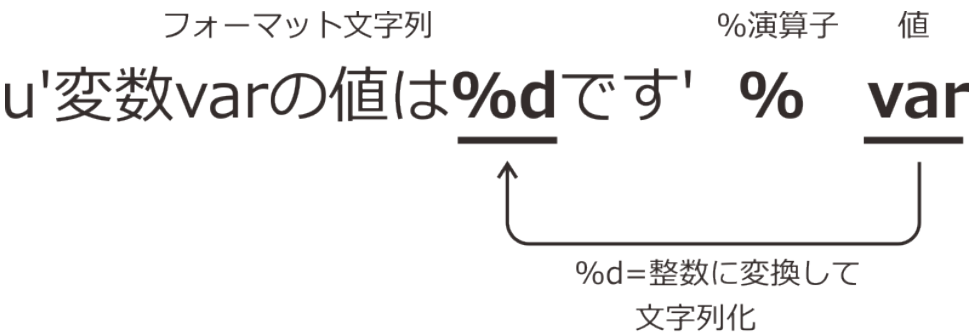 フォーマット文字列 %演算子 値
u'変数varの値は%dです' % var
%d=整数に変換して
文字列化